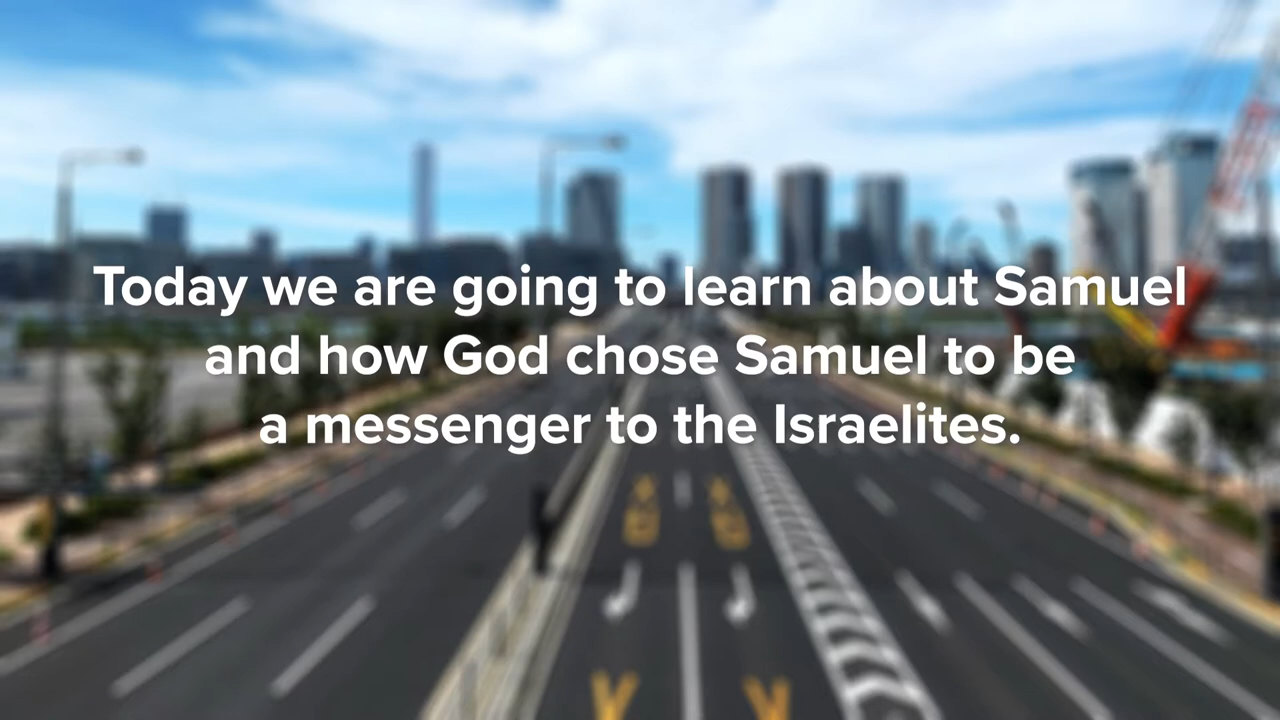 Today we are going to learn about Samuel
and how God chose Samuel to be
a messenger to the Israelites.